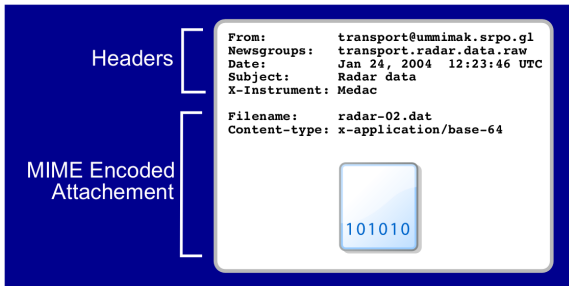 Headers
From: transport@ummimak.srpo.gl
Newsgroups: transport.radar.data.raw
Date: Jan 24, 2004 12:23:46 UTC
Subject: Radar data
X-Instrument: Medac
MIME Encoded
Attachement
Filename: radar-02.dat
Content-type: x-application/base-64
101010